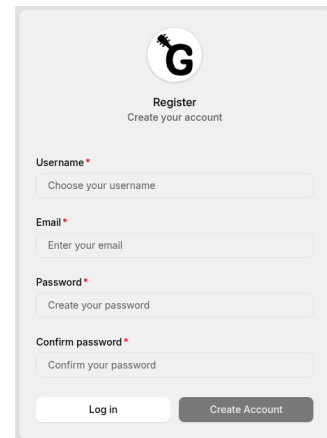 G
Register
Create your account
Username *
Choose your username
Email *
Enter your email
Password *
Create your password
Confirm password *
Confirm your password
Log in
Create Account